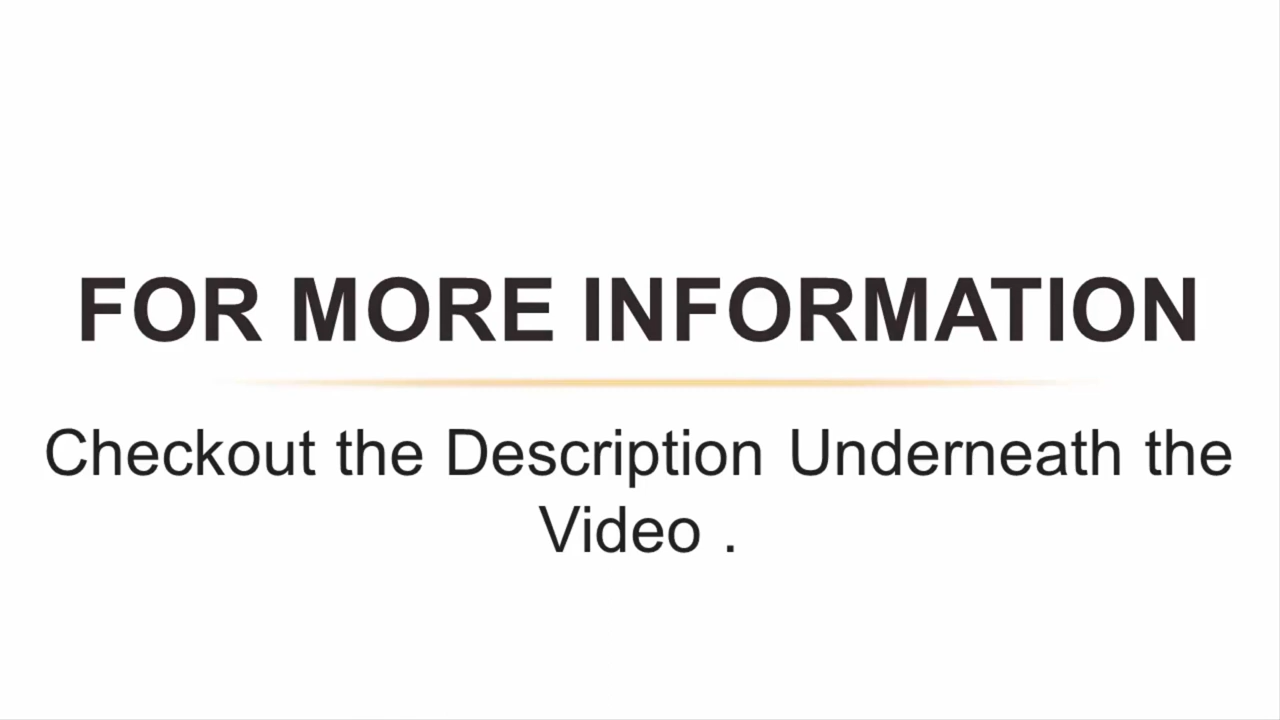 FOR MORE INFORMATION
Checkout the Description Underneath the
Video .